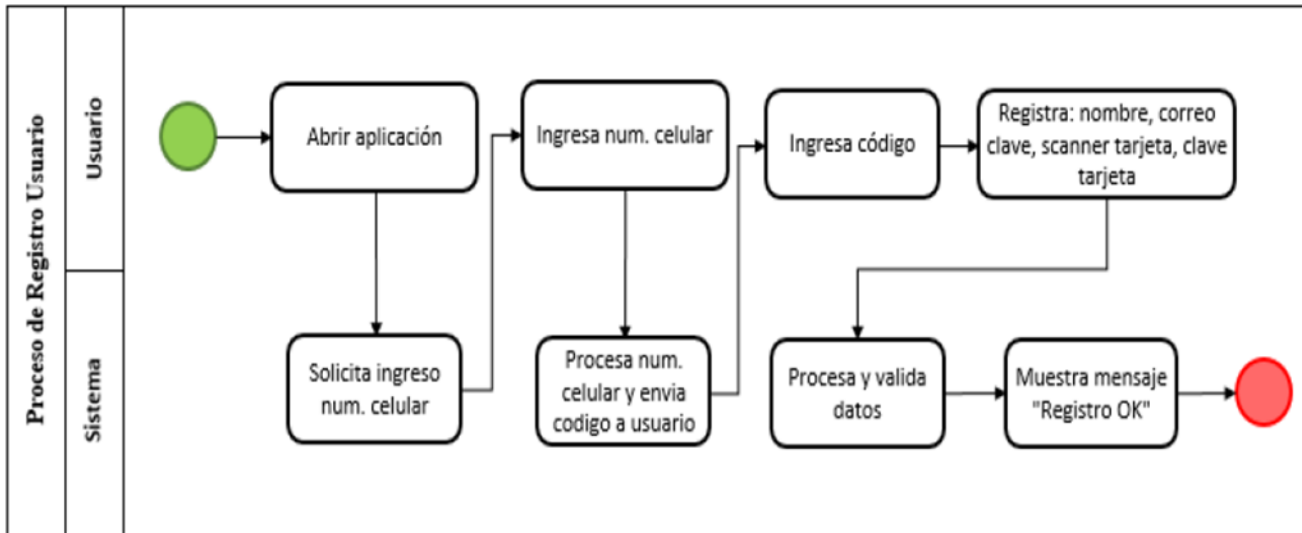 Proceso de Registro Usuario
Usuario
Abrir aplicación
Ingresa num. celular
Ingresa código
Registra: nombre, correo
clave, scanner tarjeta, clave
tarjeta
Sistema
Solicita ingreso
num. celular
Procesa num.
celular y envia
codigo a usuario
Procesa y valida
datos
Muestra mensaje
"Registro OK"